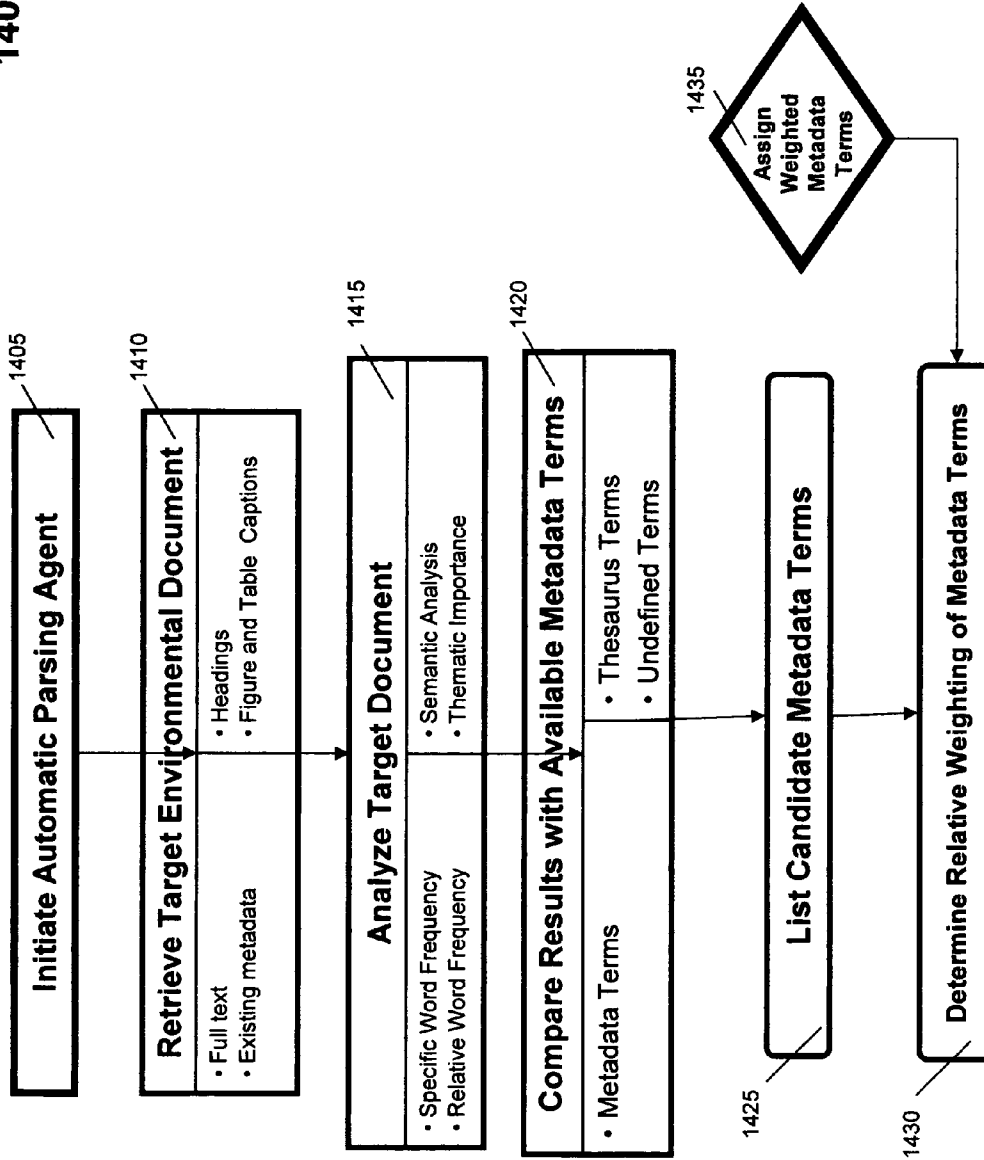 140
1405
Initiate Automatic Parsing Agent
1410
Retrieve Target Environmental Document
• Full text
• Existing metadata
• Headings
• Figure and Table Captions
1415
Analyze Target Document
• Specific Word Frequency
• Relative Word Frequency
• Semantic Analysis
• Thematic Importance
1420
Compare Results with Available Metadata Terms
• Metadata Terms
• Thesaurus Terms
• Undefined Terms
1425
List Candidate Metadata Terms
1430
Determine Relative Weighting of Metadata Terms
1435
Assign
Weighted
Metadata
Terms